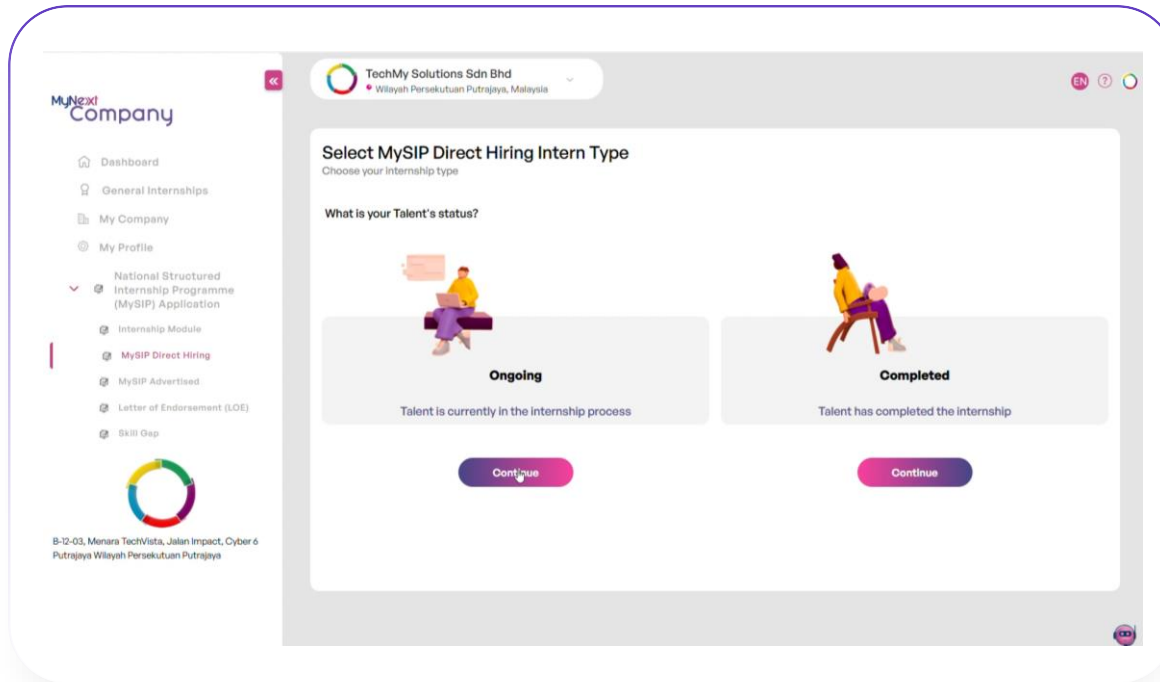 MyNext
Company
Dashboard
General Internships
My Company
My Profile
National Structured
Internship Programme
(MySIP) Application
Internship Module
MySIP Direct Hiring
MySIP Advertised
Letter of Endorsement (LOE)
Skill Gap
B-12-03, Menara TechVista, Jalan Impact, Cyber 6
Putrajaya Wilayah Persekutuan Putrajaya
TechMy Solutions Sdn Bhd
Wilayah Persekutuan Putrajaya, Malaysia
EN
?
Select MySIP Direct Hiring Intern Type
Choose your internship type
What is your Talent's status?
Ongoing
Talent is currently in the internship process
Continue
Completed
Talent has completed the internship
Continue